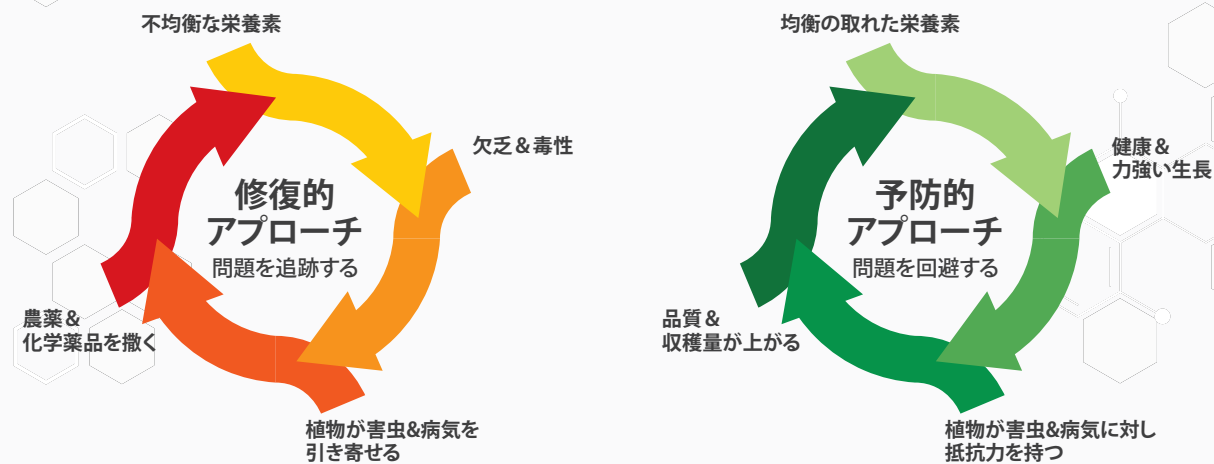 不均衡な栄養素
欠乏&毒性
修復的
アプローチ
問題を追跡する
農薬&
化学薬品を撒く
植物が害虫&病気を
引き寄せる
均衡の取れた栄養素
健康&
力強い生長
予防的
アプローチ
問題を回避する
品質&
収穫量が上がる
植物が害虫&病気に対し
抵抗力を持つ